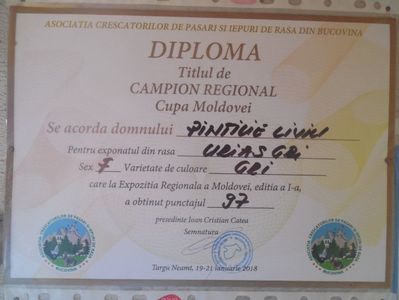 ASOCIATIA CRESCATORILOR DE PASARI SI IEPURI DE RASA DIN BUCOVINA
DIPLOMA
Titlul de
CAMPION REGIONAL
Cupa Moldovei
Se acorda domnului PINTILIE LIVIU
Pentru exponatul din rasa URIAS GRI
Sex F Varietate de culoare GRI
care la Expozitia Regionala a Moldovei, editia I-a,
a obtinut punctajul 97
presedinte Ioan Cristian Catea
Semnatura
BUCOVINA
BUCOVINA
Targu Neamt, 19-21 ianuarie 2018